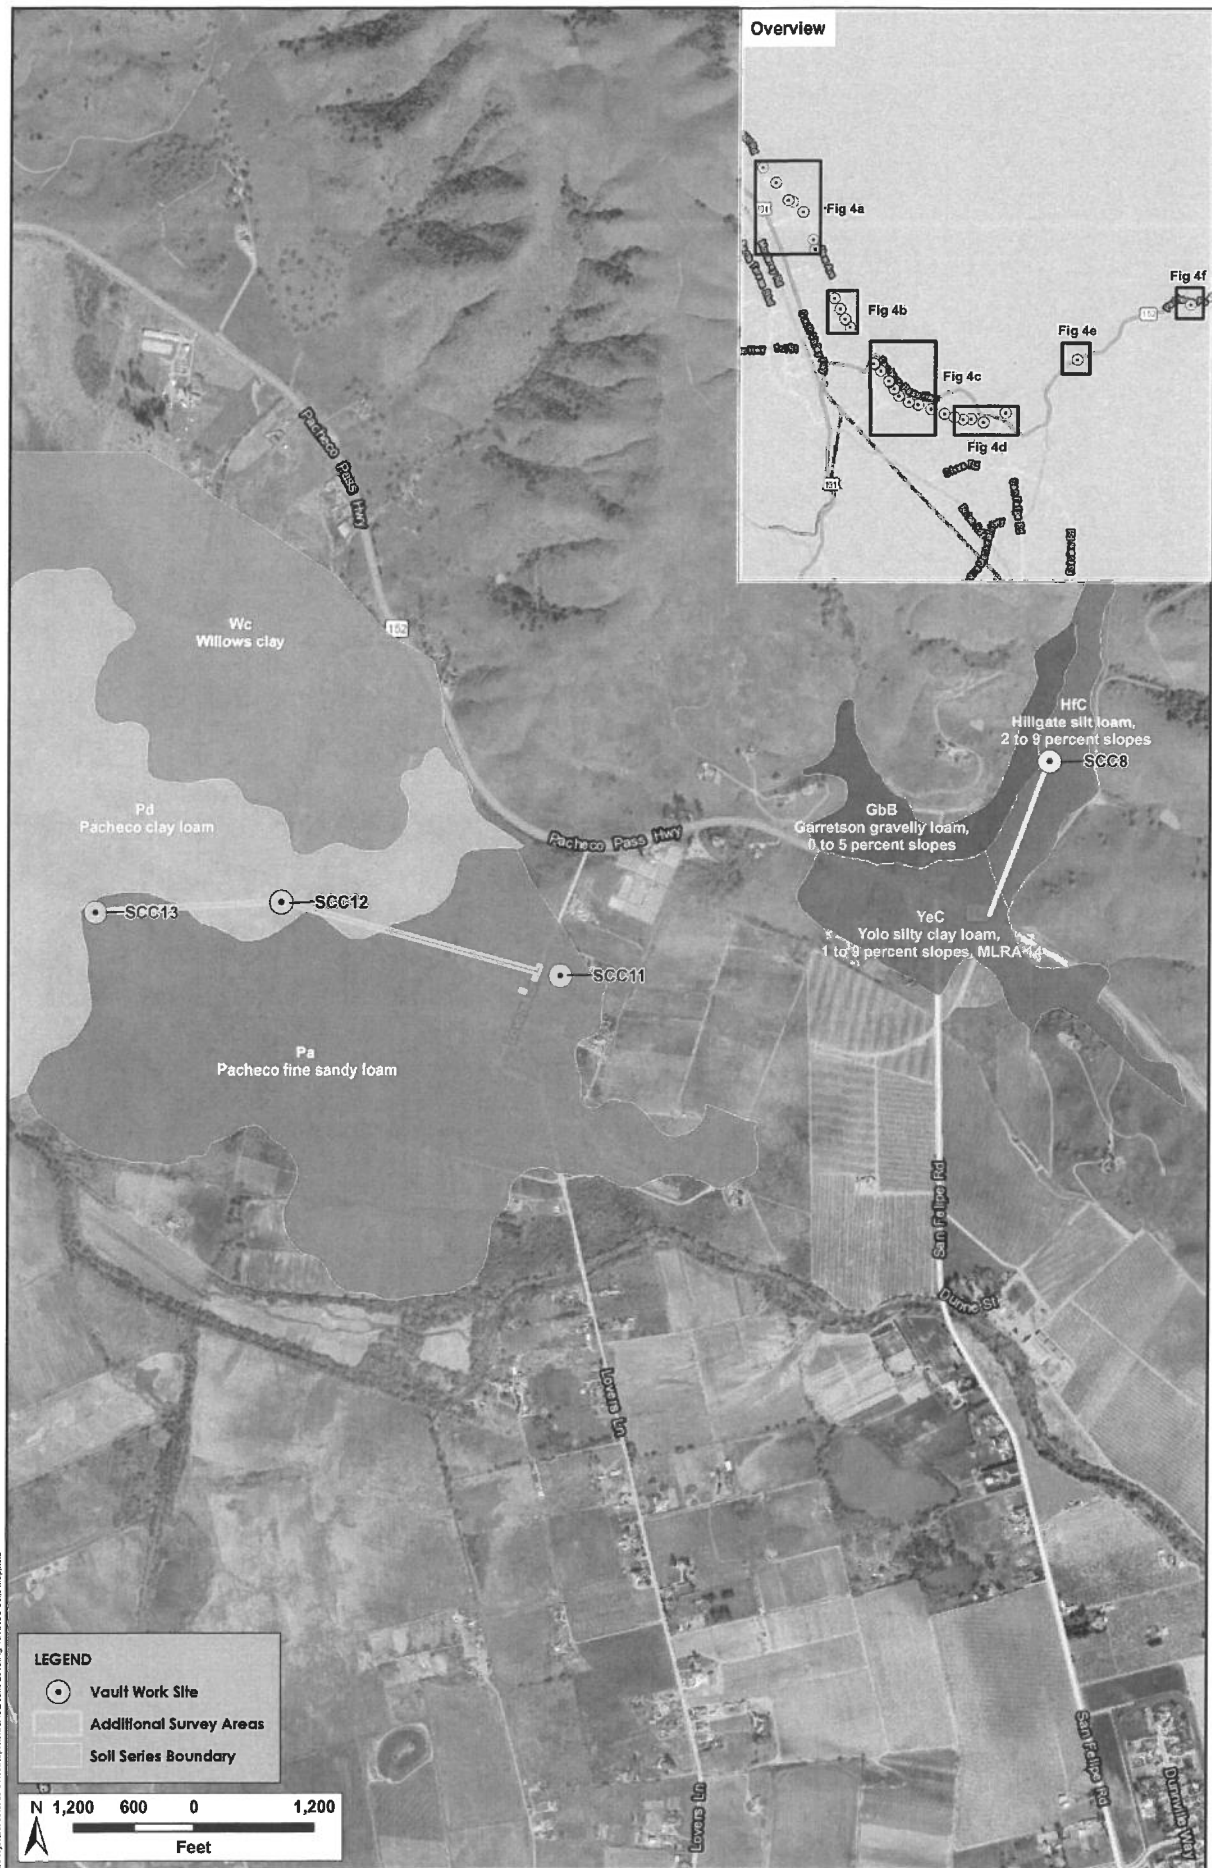 Overview
Fig 4a
101
Fig 4b
Fig 4c
Fig 4d
Fig 4e
Fig 4f
152
101
Pacheco Pass Hwy
152
Wc
Willows clay
HfC
Hillgate silt loam,
2 to 9 percent slopes
SCC8
Pd
Pacheco clay loam
GbB
Garretson gravelly loam,
0 to 5 percent slopes
Pacheco Pass Hwy
SCC13
SCC12
YeC
Yolo silty clay loam,
1 to 9 percent slopes, MLRA 14
SCC11
Pa
Pacheco fine sandy loam
San Felipe Rd
Dunne St
Lovers Ln
LEGEND
Vault Work Site
Additional Survey Areas
Soil Series Boundary
San Felipe Rd
Dunnville Way
Lovers Ln
N 1,200 600 0 1,200
Feet